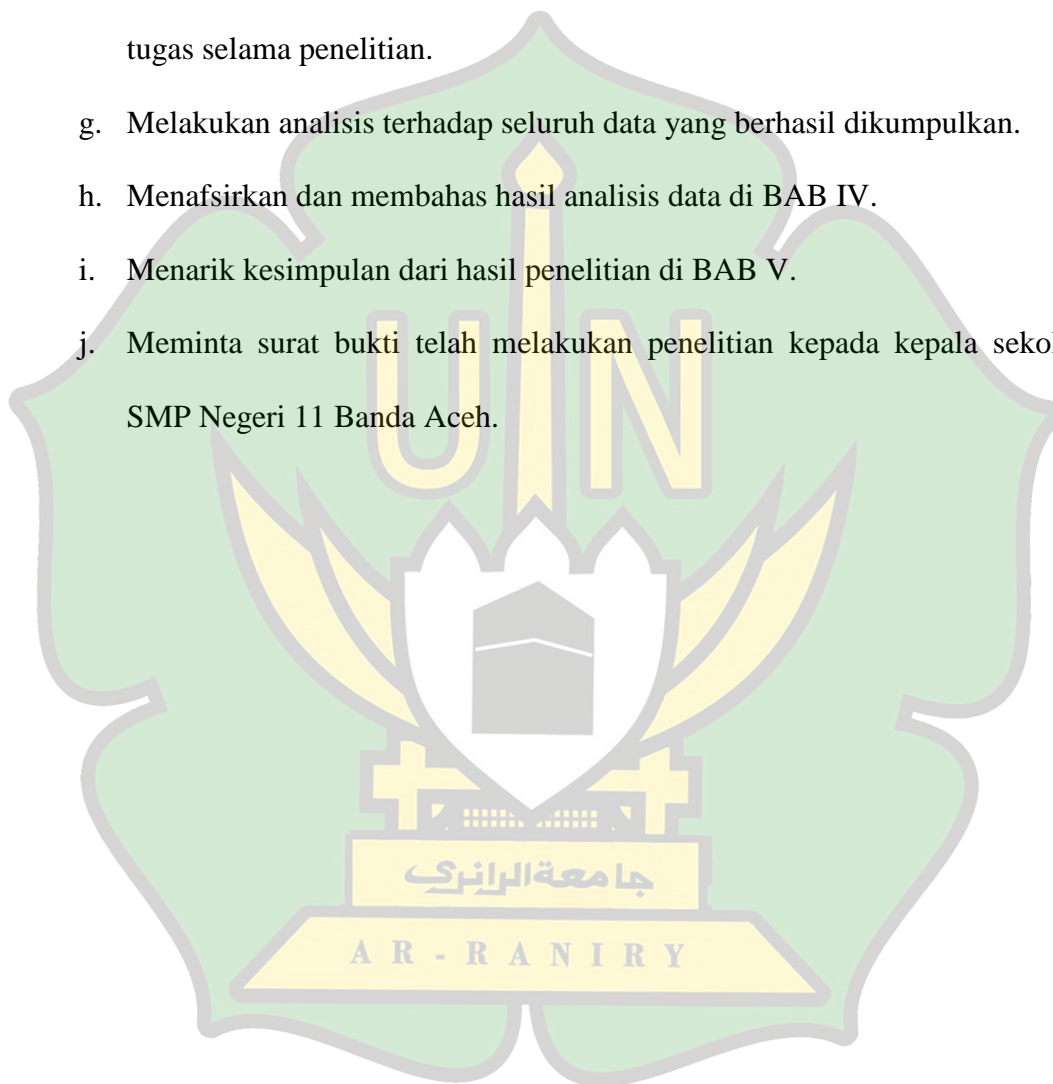 tugas selama penelitian.
g. Melakukan analisis terhadap seluruh data yang berhasil dikumpulkan.
h. Menafsirkan dan membahas hasil analisis data di BAB IV.
i. Menarik kesimpulan dari hasil penelitian di BAB V.
j. Meminta surat bukti telah melakukan penelitian kepada kepala
SMP Negeri 11 Banda Aceh.
UIN
جامعة الرانري
AR-RANIRY